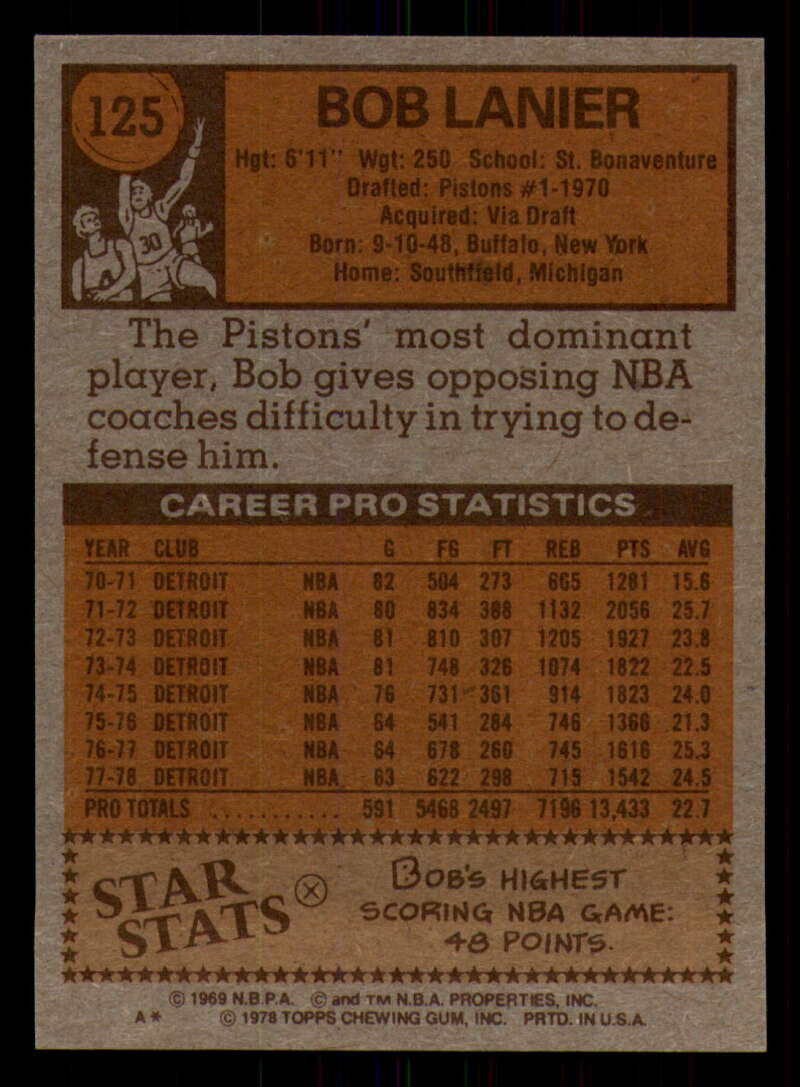 125
BOB LANIER
Hgt: 6'11" Wgt: 250 School: St. Bonaventure
Drafted: Pistons #1-1970
Acquired: Via Draft
Born: 9-10-48, Buffalo, New York
Home: Southfield, Michigan
30
The Pistons' most dominant
player, Bob gives opposing NBA
coaches difficulty in trying to de-
fense him.
CAREER PRO STATISTICS
YEAR CLUB G FG FT REB PTS AVG
70-71 DETROIT NBA 82 504 273 665 1281 15.6
71-72 DETROIT NBA 80 834 388 1132 2056 25.7
72-73 DETROIT NBA 81 810 307 1205 1927 23.8
73-74 DETROIT NBA 81 748 326 1074 1822 22.5
74-75 DETROIT NBA 76 731 361 914 1823 24.0
75-76 DETROIT NBA 64 541 284 746 1366 21.3
76-77 DETROIT NBA 64 678 260 745 1616 25.3
77-78 DETROIT NBA 63 622 298 715 1542 24.5
PRO TOTALS ........... 591 5468 2497 7196 13,433 22.7
STAR STATS
BOB'S HIGHEST
SCORING NBA GAME:
48 POINTS.
© 1969 N.B.P.A. © and TM N.B.A. PROPERTIES, INC.
A* © 1978 TOPPS CHEWING GUM, INC. PRTD. IN U.S.A.